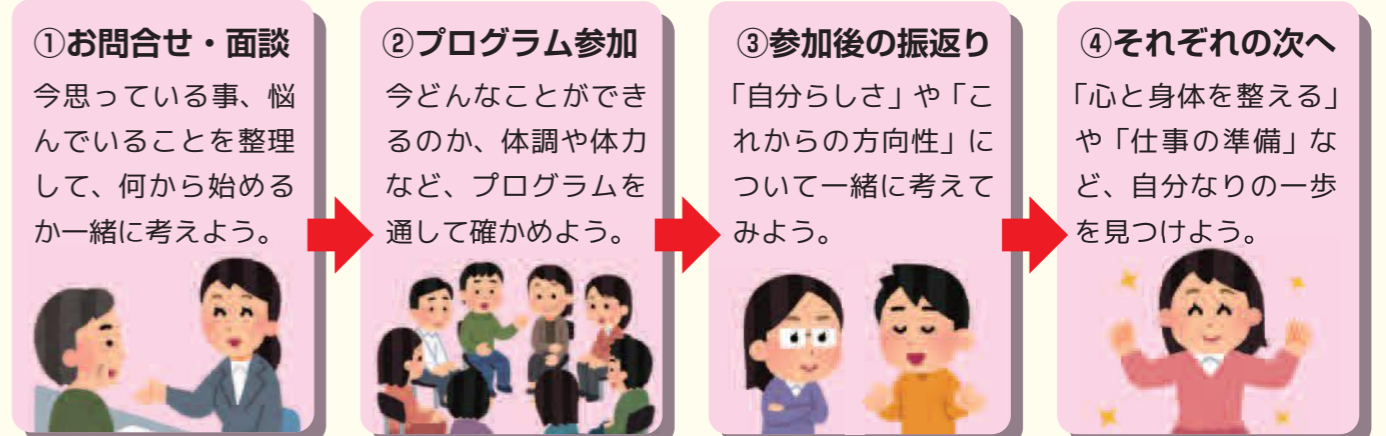 ①お問合せ・面談
今思っている事、悩
んでいることを整理
して、何から始める
か一緒に考えよう。
②プログラム参加
今どんなことができ
るのか、体調や体力
など、プログラムを
通して確かめよう。
③参加後の振返り
「自分らしさ」や「こ
れからの方向性」に
ついて一緒に考えて
みよう。
④それぞれの次へ
「心と身体を整える」
や「仕事の準備」な
ど、自分なりの一歩
を見つけよう。